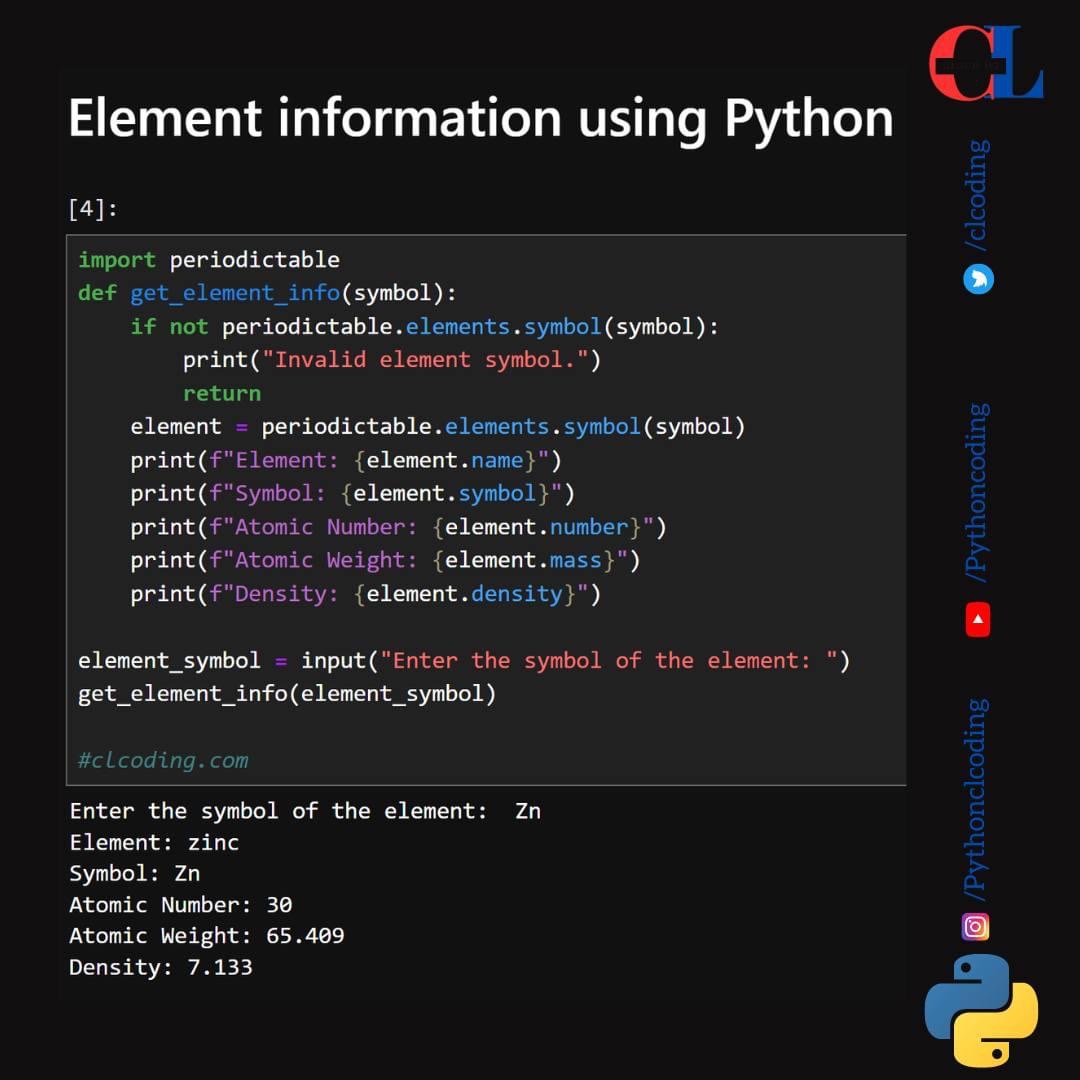 CL
Element information using Python
[4]:
import periodictable
def get_element_info(symbol):
    if not periodictable.elements.symbol(symbol):
        print("Invalid element symbol.")
        return
    element = periodictable.elements.symbol(symbol)
    print(f"Element: {element.name}")
    print(f"Symbol: {element.symbol}")
    print(f"Atomic Number: {element.number}")
    print(f"Atomic Weight: {element.mass}")
    print(f"Density: {element.density}")
element_symbol = input("Enter the symbol of the element: ")
get_element_info(element_symbol)
#clcoding.com
Enter the symbol of the element:  Zn
Element: zinc
Symbol: Zn
Atomic Number: 30
Atomic Weight: 65.409
Density: 7.133
/clcoding
/Pythoncoding
/Pythonclcoding